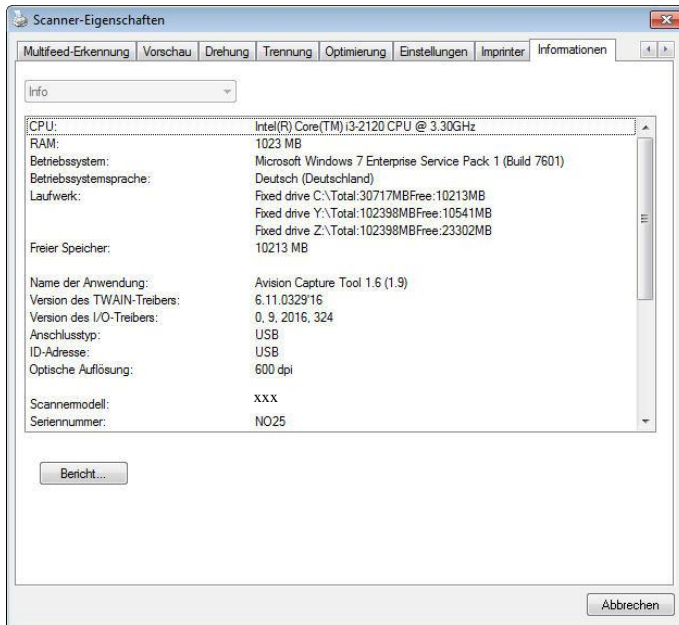 Scanner-Eigenschaften
Multifeed-Erkennung Vorschau Drehung Trennung Optimierung Einstellungen Imprinter Informationen
Info
CPU: Intel(R) Core(TM) i3-2120 CPU @ 3.30GHz
RAM: 1023 MB
Betriebssystem: Microsoft Windows 7 Enterprise Service Pack 1 (Build 7601)
Betriebssystemsprache: Deutsch (Deutschland)
Laufwerk: Fixed drive C:\Total:30717MBFree:10213MB
Fixed drive Y:\Total:102398MBFree:10541MB
Fixed drive Z:\Total:102398MBFree:23302MB
Freier Speicher: 10213 MB
Name der Anwendung: Avision Capture Tool 1.6 (1.9)
Version des TWAIN-Treibers: 6.11.0329'16
Version des I/O-Treibers: 0, 9, 2016, 324
Anschlusstyp: USB
ID-Adresse: USB
Optische Auflösung: 600 dpi
Scannermodell: xxx
Seriennummer: NO25
Bericht...
Abbrechen